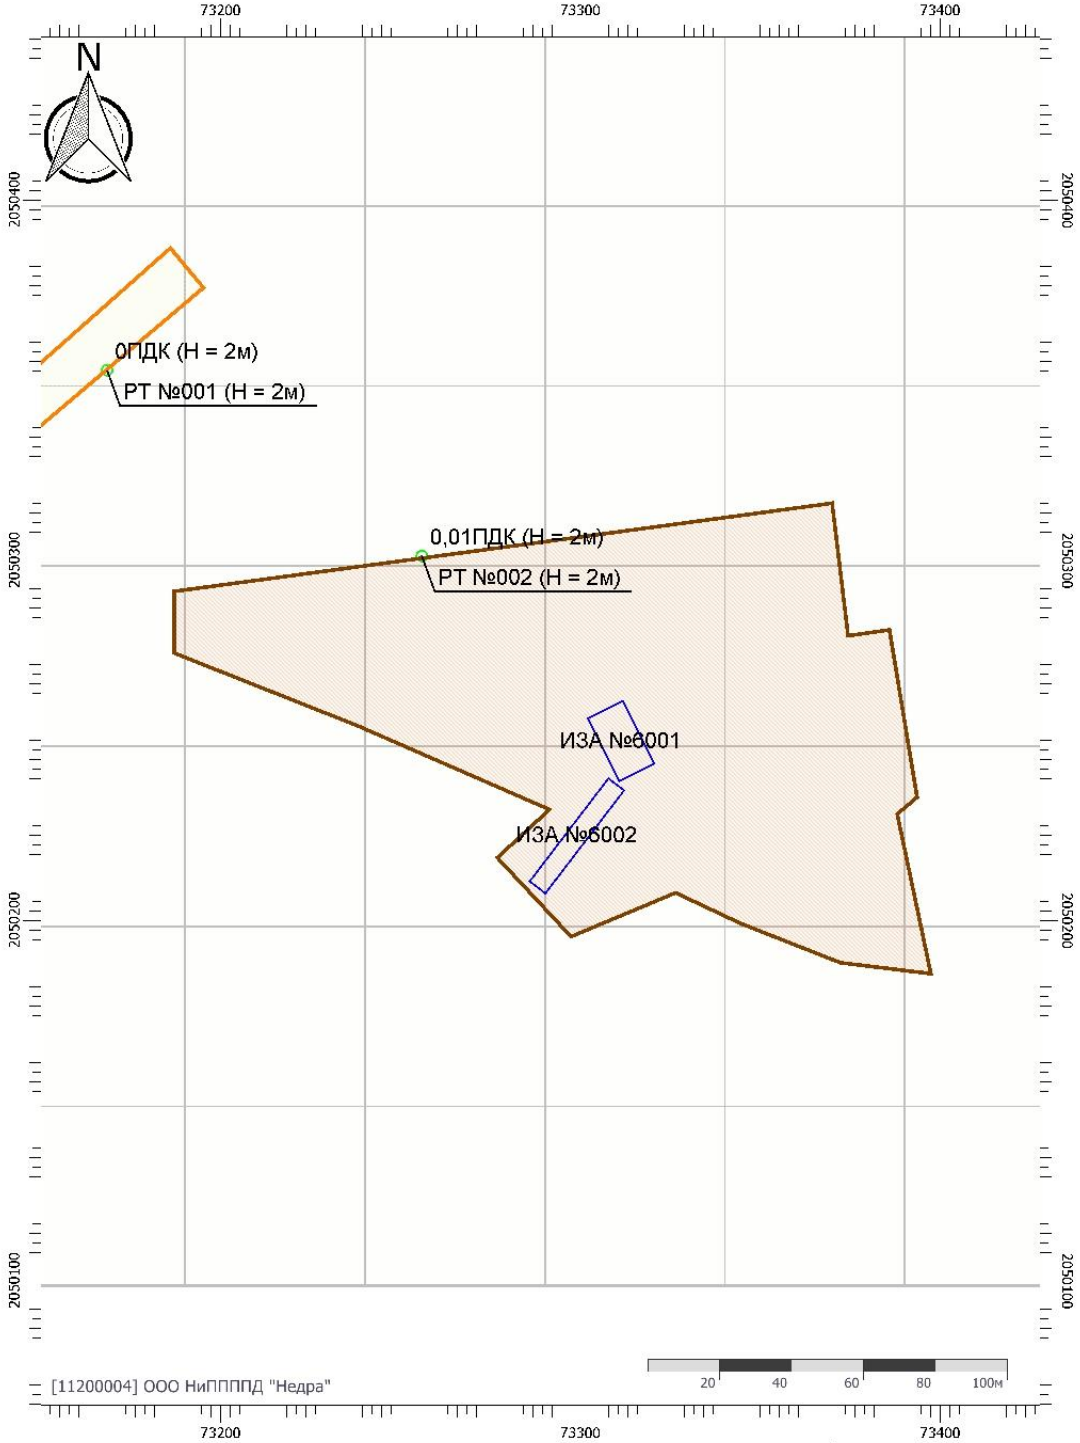 73200
73300
73400
N
2050400
2050400
0ПДК (Н = 2м)
РТ №001 (Н = 2м)
0,01ПДК (Н = 2м)
РТ №002 (Н = 2м)
2050300
2050300
ИЗА №6001
ИЗА №6002
2050200
2050200
2050100
2050100
20
40
60
80
100м
[11200004] ООО НиППППД "Недра"
73200
73300
73400